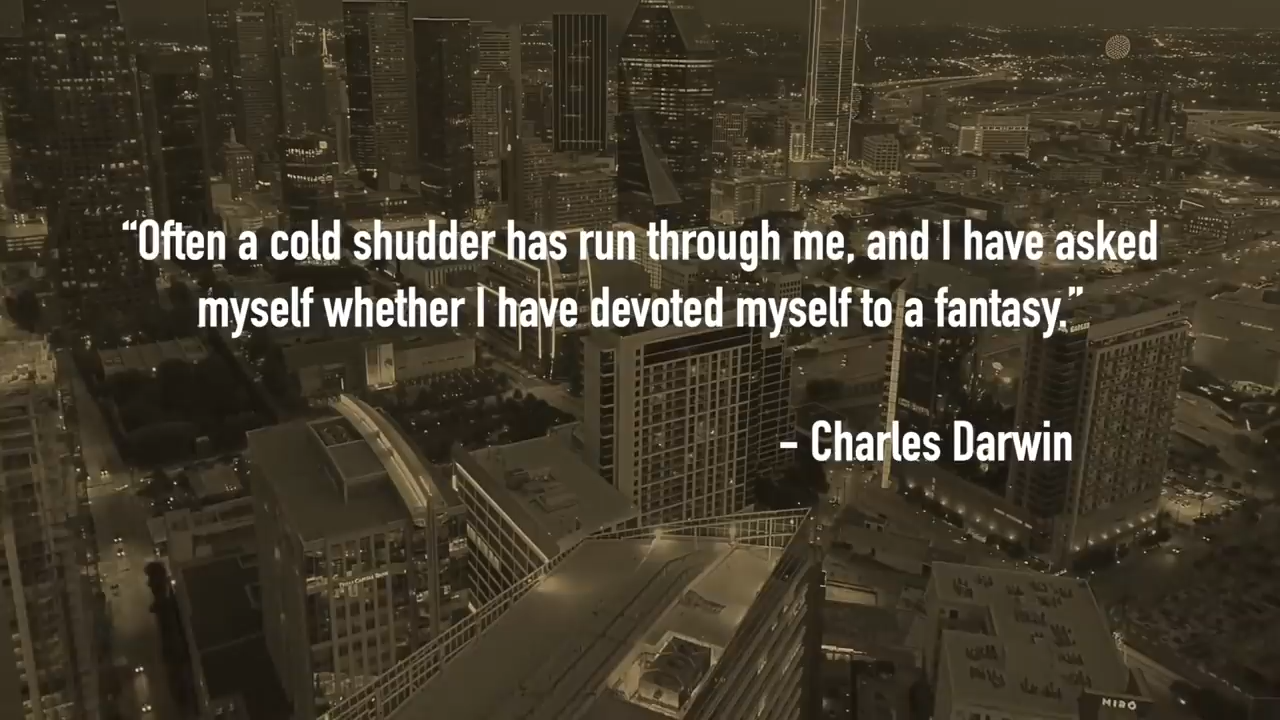 “Often a cold shudder has run through me, and I have asked
myself whether I have devoted myself to a fantasy.”
– Charles Darwin
MIRO